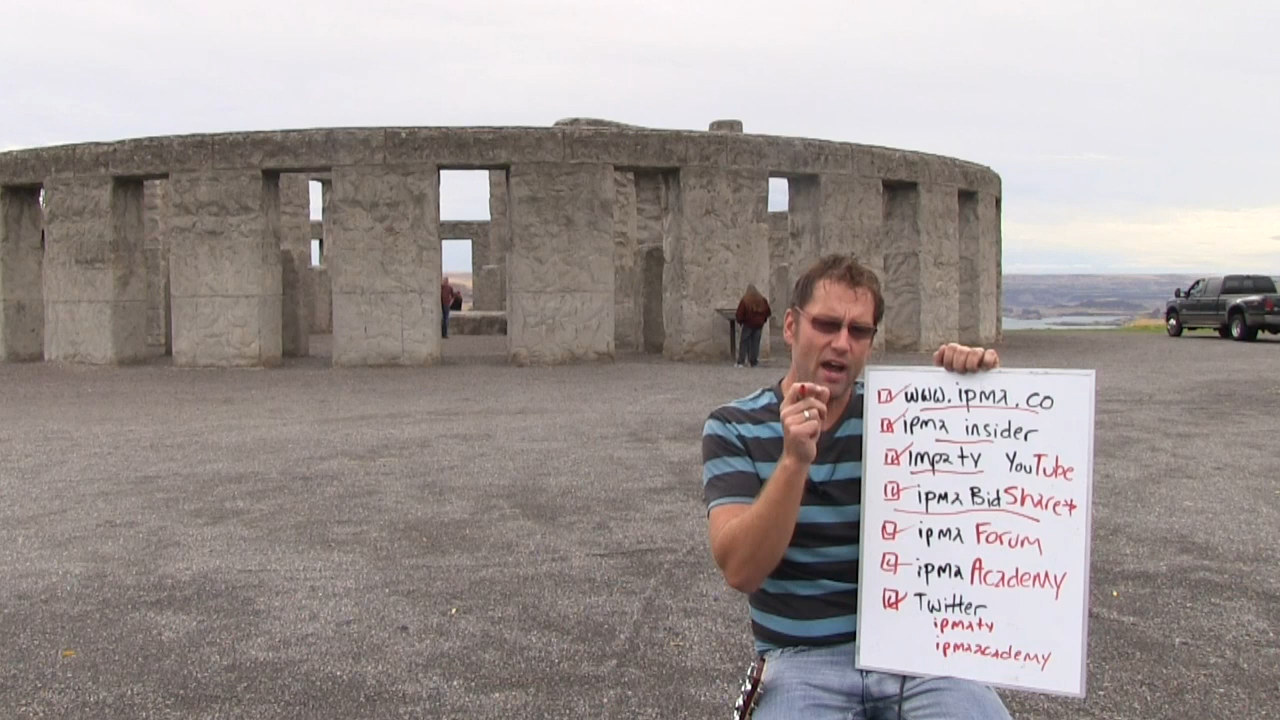 www.ipma.co
ipma insider
impa tv YouTube
ipma BidShare*
ipma Forum
ipma Academy
Twitter
ipmatv
ipmaacademy